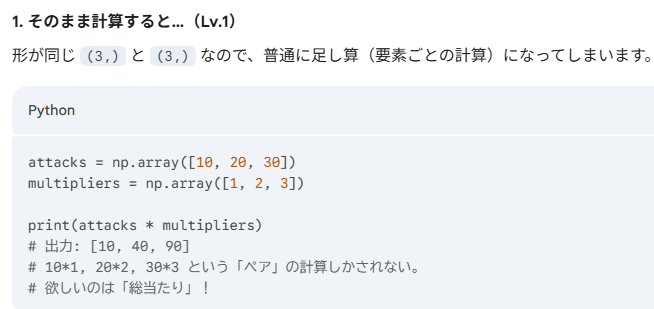 1. そのまま計算すると…（Lv.1）
形が同じ (3,) と (3,) なので、普通に足し算（要素ごとの計算）になってしまいます。
Python
attacks = np.array([10, 20, 30])
multipliers = np.array([1, 2, 3])
print(attacks * multipliers)
# 出力: [10, 40, 90]
# 10*1, 20*2, 30*3 という「ペア」の計算しかされない。
# 欲しいのは「総当たり」！